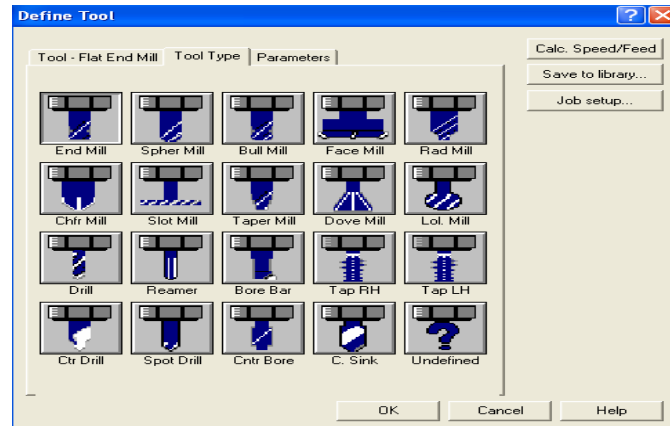 Define Tool
Tool - Flat End Mill Tool Type Parameters
Calc. Speed/Feed
Save to library...
Job setup...
End Mill Spher Mill Bull Mill Face Mill Rad Mill
Chfr Mill Slot Mill Taper Mill Dove Mill Lol. Mill
Drill Reamer Bore Bar Tap RH Tap LH
Ctr Drill Spot Drill Cntr Bore C. Sink Undefined
OK Cancel Help